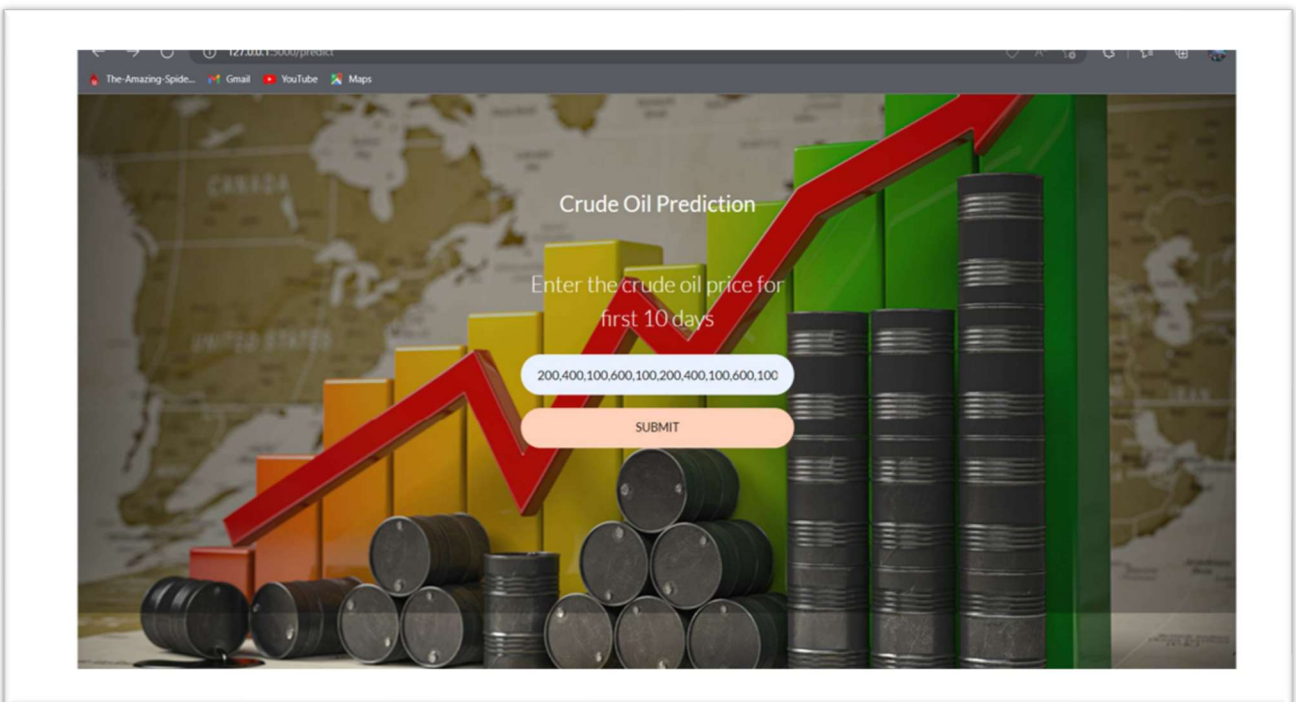 127.0.0.1:5000/predict
The-Amazing-Spide... Gmail YouTube Maps
CANADA
Crude Oil Prediction
Enter the crude oil price for
first 10 days
UNITED STATES
200,400,100,600,100,200,400,100,600,100
SUBMIT